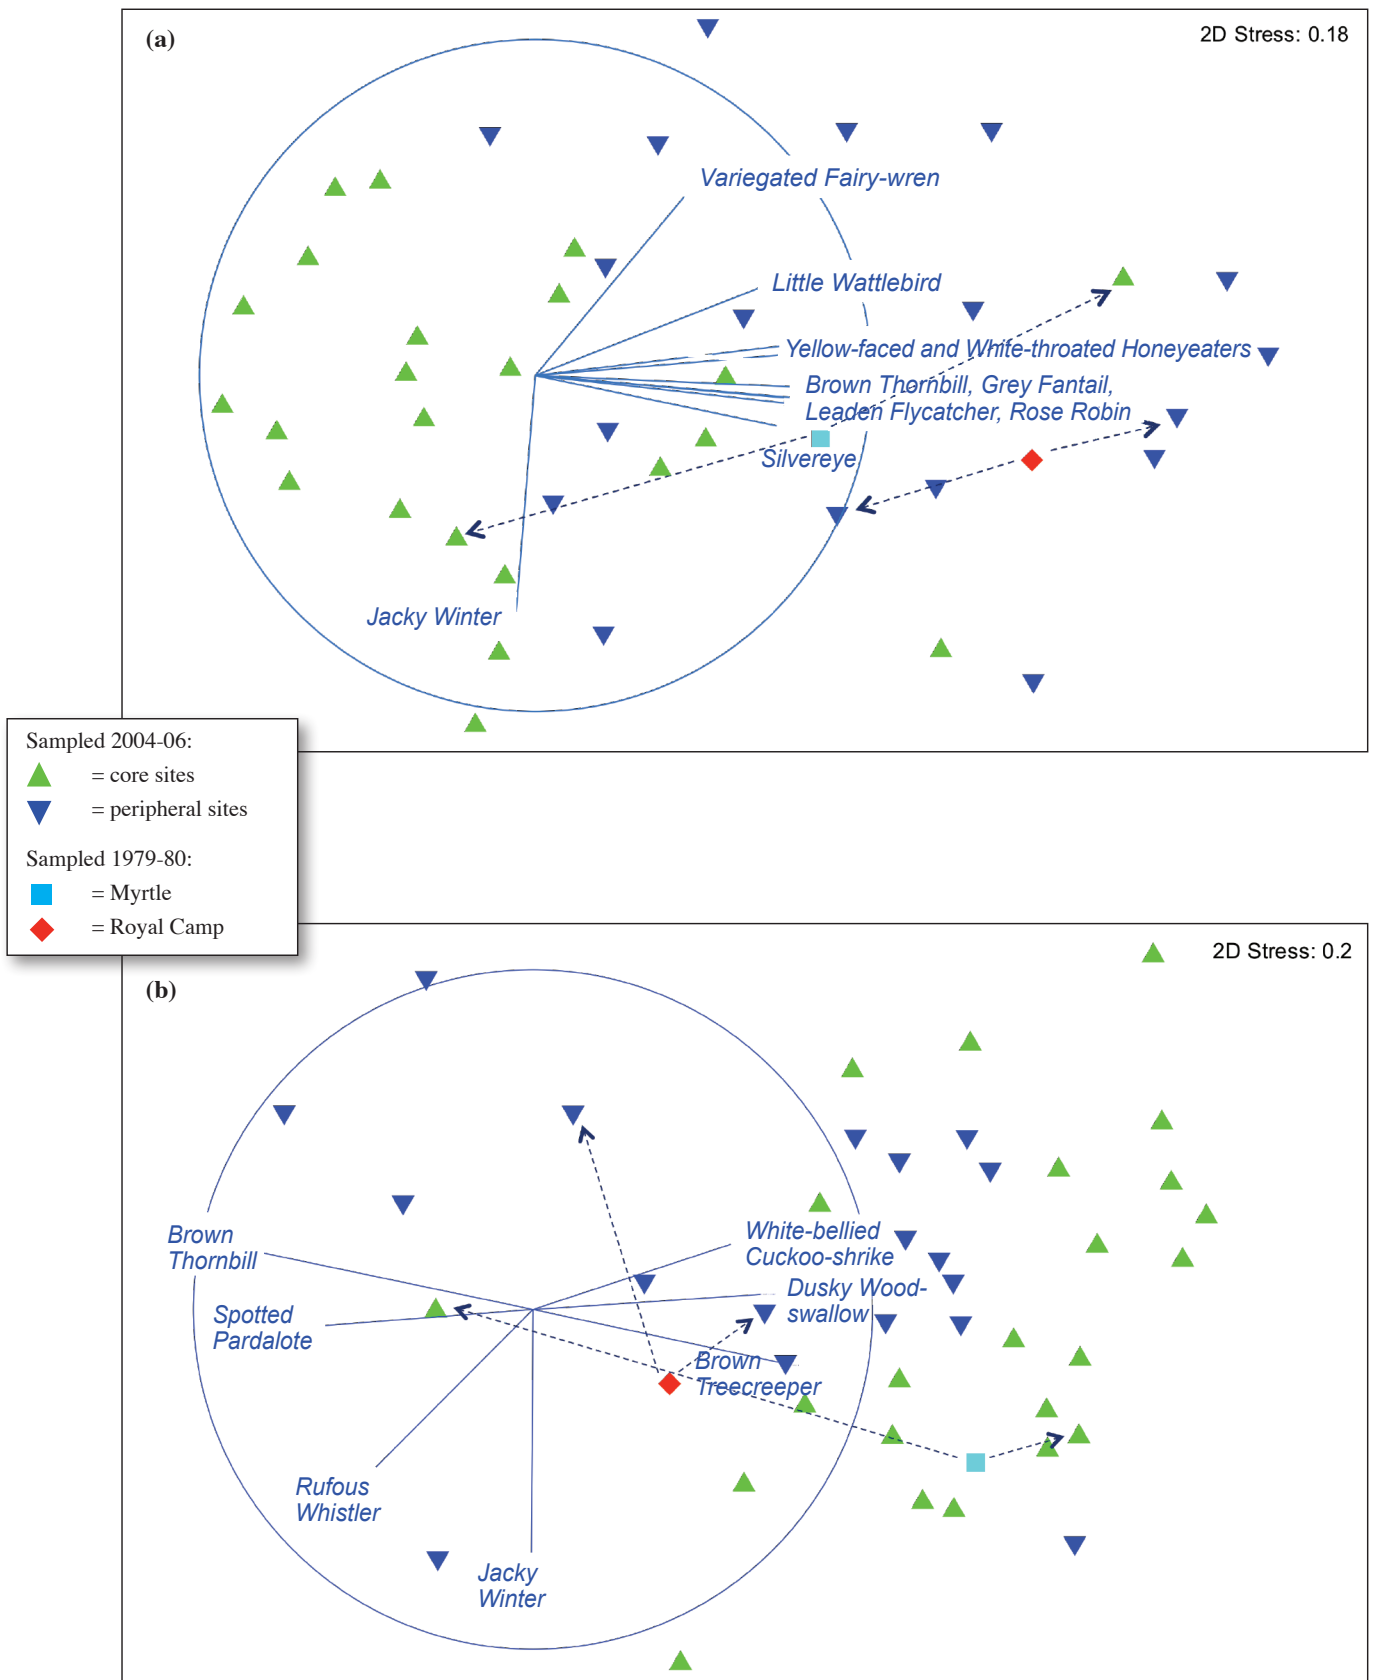 (a)
2D Stress: 0.18
Variegated Fairy-wren
Little Wattlebird
Yellow-faced and White-throated Honeyeaters
Brown Thornbill, Grey Fantail,
Leaden Flycatcher, Rose Robin
Silvereye
Jacky Winter
Sampled 2004-06:
= core sites
= peripheral sites
Sampled 1979-80:
= Myrtle
= Royal Camp
(b)
2D Stress: 0.2
Brown
Thornbill
White-bellied
Cuckoo-shrike
Dusky Wood-
swallow
Spotted
Pardalote
Brown
Treecreeper
Rufous
Whistler
Jacky
Winter